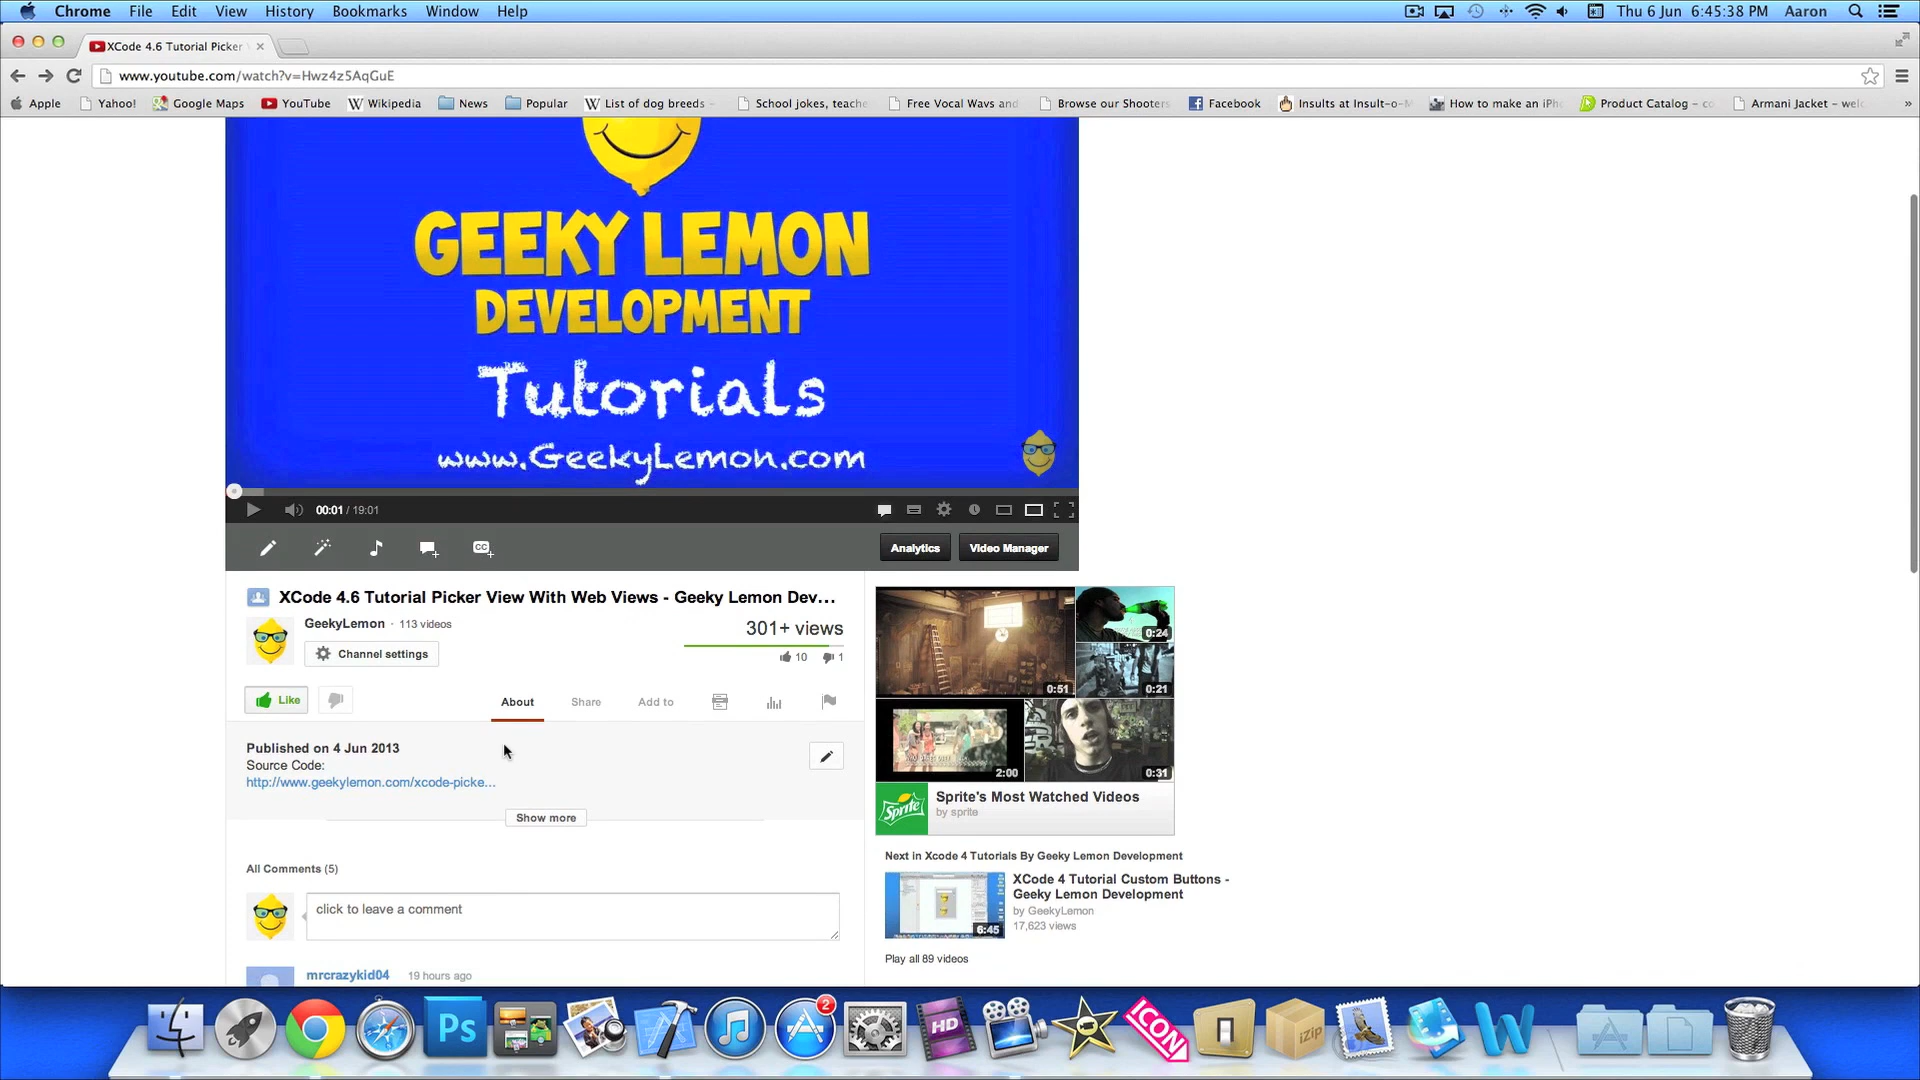 Chrome File Edit View History Bookmarks Window Help
Thu 6 Jun 6:45:38 PM Aaron
XCode 4.6 Tutorial Picker
www.youtube.com/watch?v=Hwz4z5AqGuE
Apple Yahoo! Google Maps YouTube Wikipedia News Popular List of dog breeds - School jokes, teache Free Vocal Wavs and Browse our Shooters Facebook Insults at Insult-o-M How to make an iPh Product Catalog - co Armani Jacket - welc »
GEEKY LEMON
DEVELOPMENT
Tutorials
www.GeekyLemon.com
00:01 / 19:01
CC
Analytics Video Manager
XCode 4.6 Tutorial Picker View With Web Views - Geeky Lemon Dev...
GeekyLemon · 113 videos
301+ views
Channel settings
10 1
Like
About Share Add to
Published on 4 Jun 2013
Source Code:
http://www.geekylemon.com/xcode-picke...
Show more
All Comments (5)
click to leave a comment
mrcrazykid04 19 hours ago
0:24
0:51
0:21
2:00
0:31
Sprite
Sprite's Most Watched Videos
by sprite
Next in Xcode 4 Tutorials By Geeky Lemon Development
XCode 4 Tutorial Custom Buttons -
Geeky Lemon Development
by GeekyLemon
17,623 views
6:45
Play all 89 videos
Ps
2
HD
ICON
iZip
W